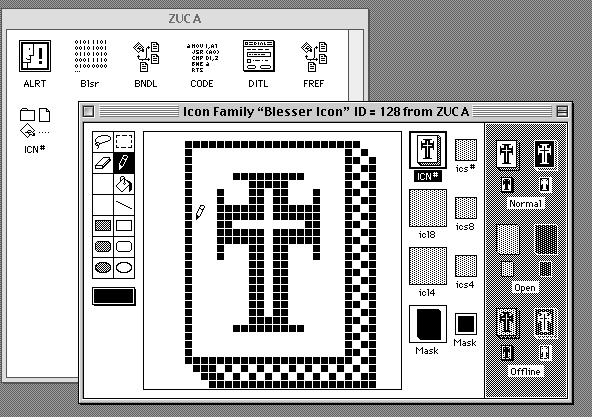 ZUCA
ALRT
Blsr
BNDL
CODE
DITL
FREF
ICN#
Icon Family “Blesser Icon” ID = 128 from ZUCA
ICN#
ics#
icl8
ics8
icl4
ics4
Mask
Mask
Normal
Open
Offline